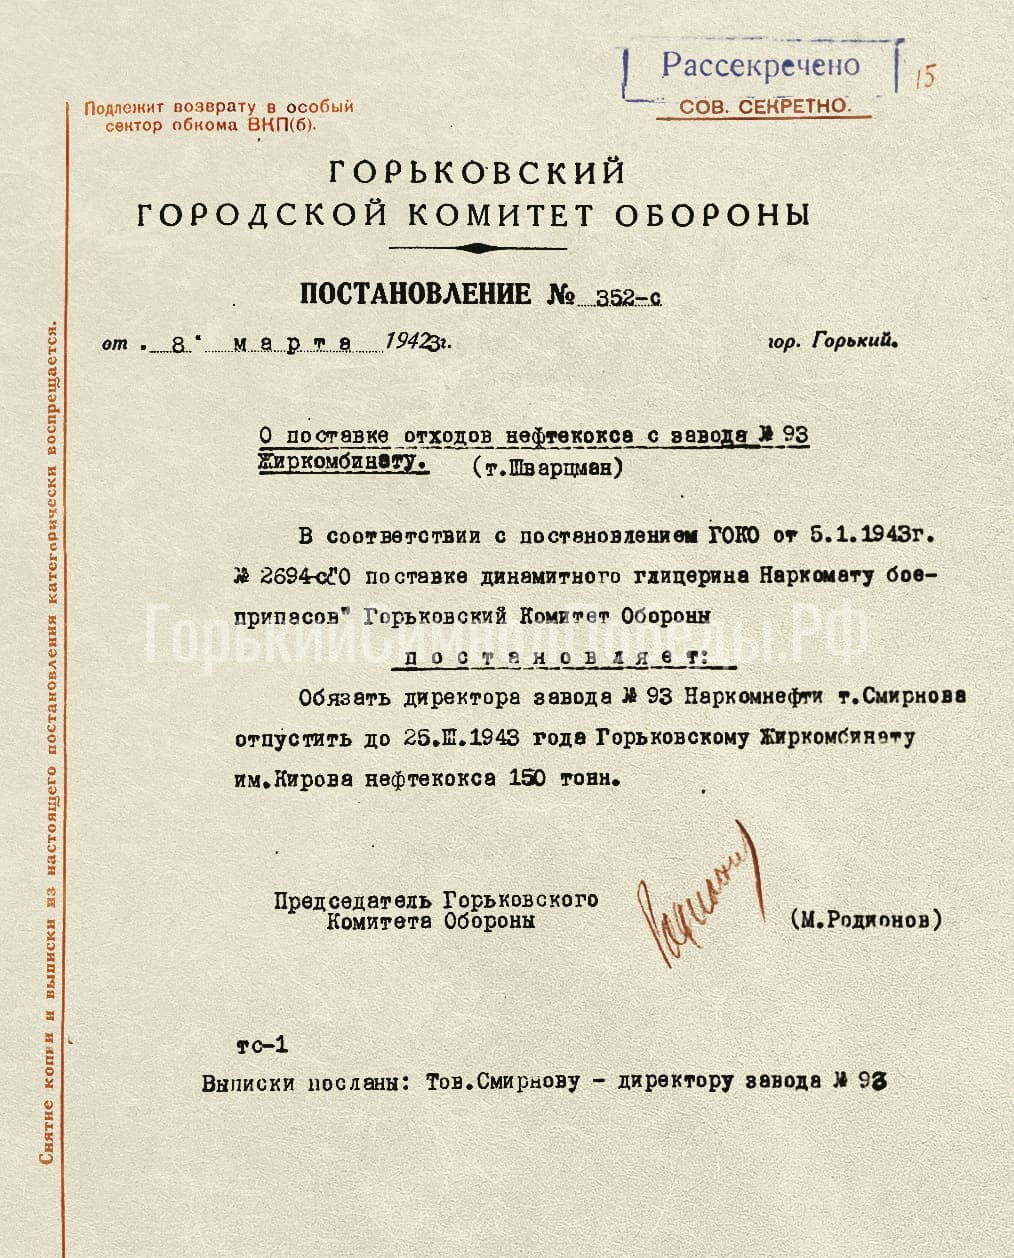 Рассекречено
15
СОВ. СЕКРЕТНО.
Подлежит возврату в особый
сектор обкома ВКП(б).
ГОРЬКОВСКИЙ
ГОРОДСКОЙ КОМИТЕТ ОБОРОНЫ
ПОСТАНОВЛЕНИЕ № 352-с
от „8" марта 1943г.
гор. Горький.
О поставке отходов нефтекокса с завода № 93
Жиркомбинату. (т.Шварцман)
В соответствии с постановлением ГОКО от 5.1.1943г.
№ 2694-сс"О поставке динамитного глицерина Наркомату бое-
припасов" Горьковский Комитет Обороны
постановляет:
Обязать директора завода № 93 Наркомнефти т.Смирнова
отпустить до 25.III.1943 года Горьковскому Жиркомбинату
им.Кирова нефтекокса 150 тонн.
Председатель Горьковского
Комитета Обороны
Родионов
(М.Родионов)
тс-1
Выписки посланы: Тов.Смирнову - директору завода № 93
Снятие копии и выписки из настоящего постановления категорически воспрещается.
ГорькийСимволПобеды.РФ